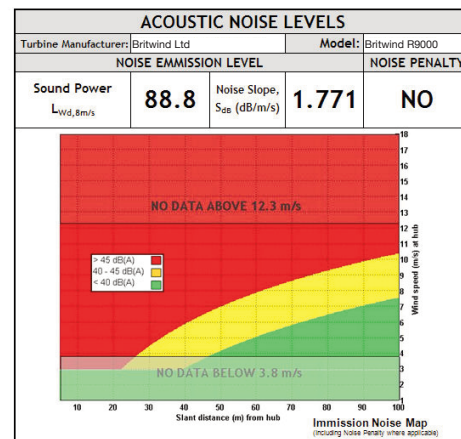 ACOUSTIC NOISE LEVELS
Turbine Manufacturer: Britwind Ltd Model: Britwind R9000
NOISE EMMISSION LEVEL NOISE PENALTY
Sound Power
LWd,8m/s
88.8
Noise Slope,
SdB (dB/m/s)
1.771
NO
NO DATA ABOVE 12.3 m/s
> 45 dB(A)
40 - 45 dB(A)
< 40 dB(A)
NO DATA BELOW 3.8 m/s
18
17
16
15
14
13
12
11
10
9
8
7
6
5
4
3
2
1
Wind speed (m/s) at hub
10 20 30 40 50 60 70 80 90 100
Slant distance (m) from hub
Immission Noise Map
(Including Noise Penalty where applicable)